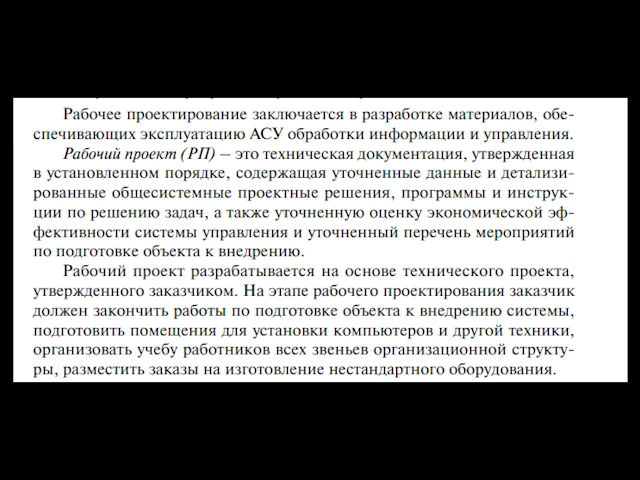 Рабочее проектирование заключается в разработке материалов, обе-
спечивающих эксплуатацию АСУ обработки информации и управления.
Рабочий проект (РП) – это техническая документация, утвержденная
в установленном порядке, содержащая уточненные данные и детализи-
рованные общесистемные проектные решения, программы и инструк-
ции по решению задач, а также уточненную оценку экономической эф-
фективности системы управления и уточненный перечень мероприятий
по подготовке объекта к внедрению.
Рабочий проект разрабатывается на основе технического проекта,
утвержденного заказчиком. На этапе рабочего проектирования заказчик
должен закончить работы по подготовке объекта к внедрению системы,
подготовить помещения для установки компьютеров и другой техники,
организовать учебу работников всех звеньев организационной структу-
ры, разместить заказы на изготовление нестандартного оборудования.